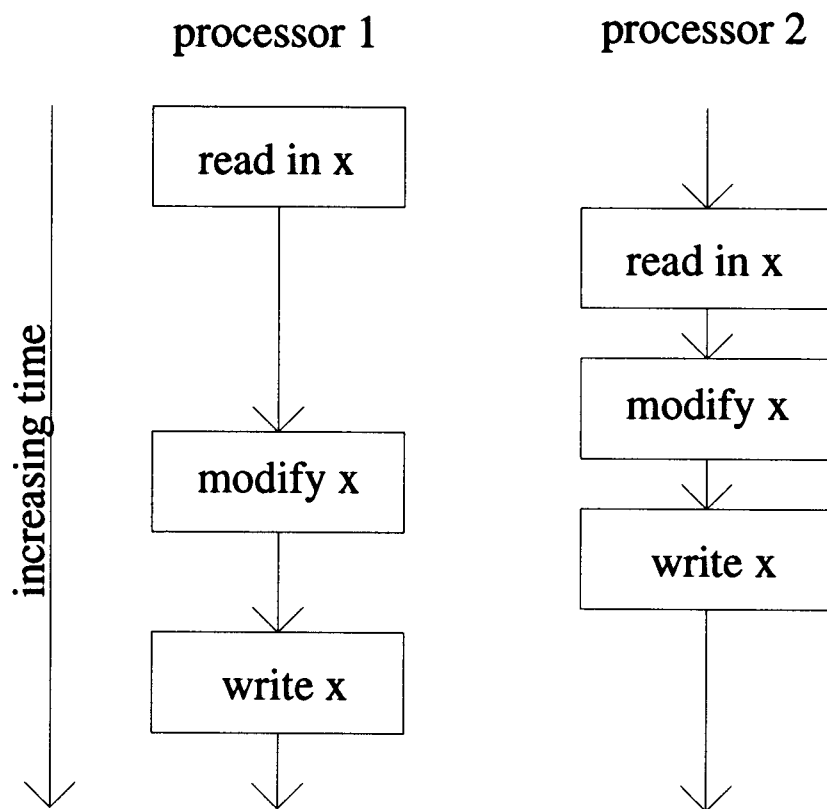 processor 1
processor 2
read in x
read in x
modify x
modify x
write x
write x
increasing time